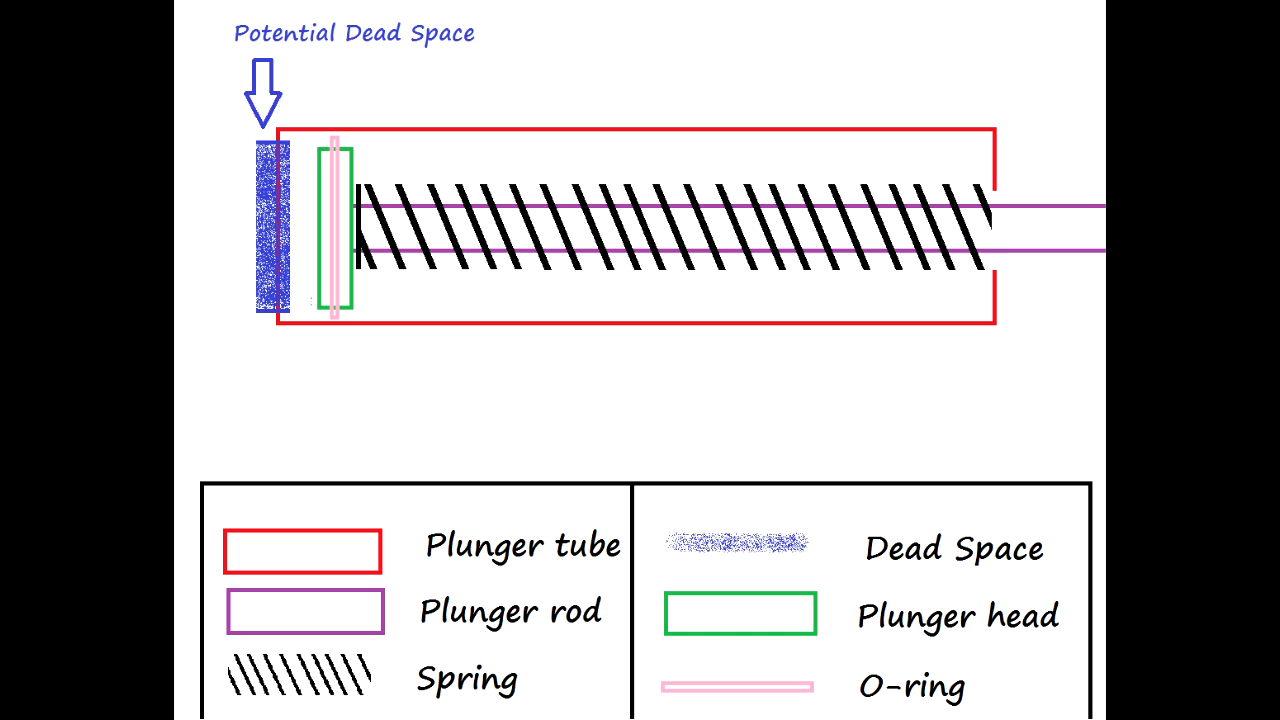 Potential Dead Space
Plunger tube
Dead Space
Plunger rod
Plunger head
Spring
O-ring